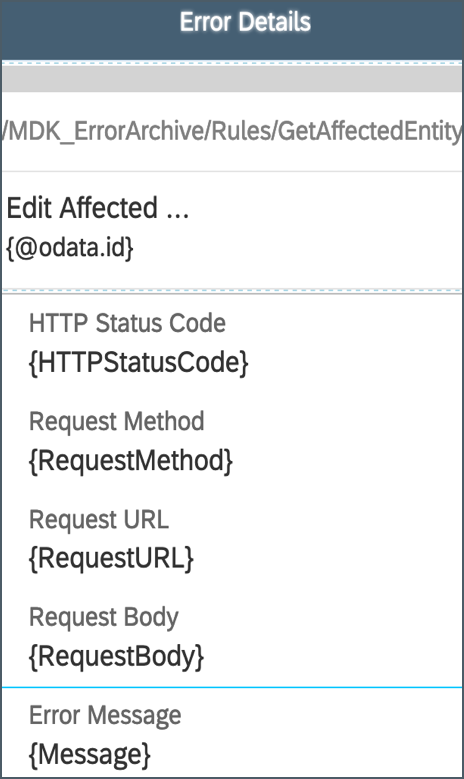 Error Details
/MDK_ErrorArchive/Rules/GetAffectedEntity
Edit Affected ...
{@odata.id}
HTTP Status Code
{HTTPStatusCode}
Request Method
{RequestMethod}
Request URL
{RequestURL}
Request Body
{RequestBody}
Error Message
{Message}